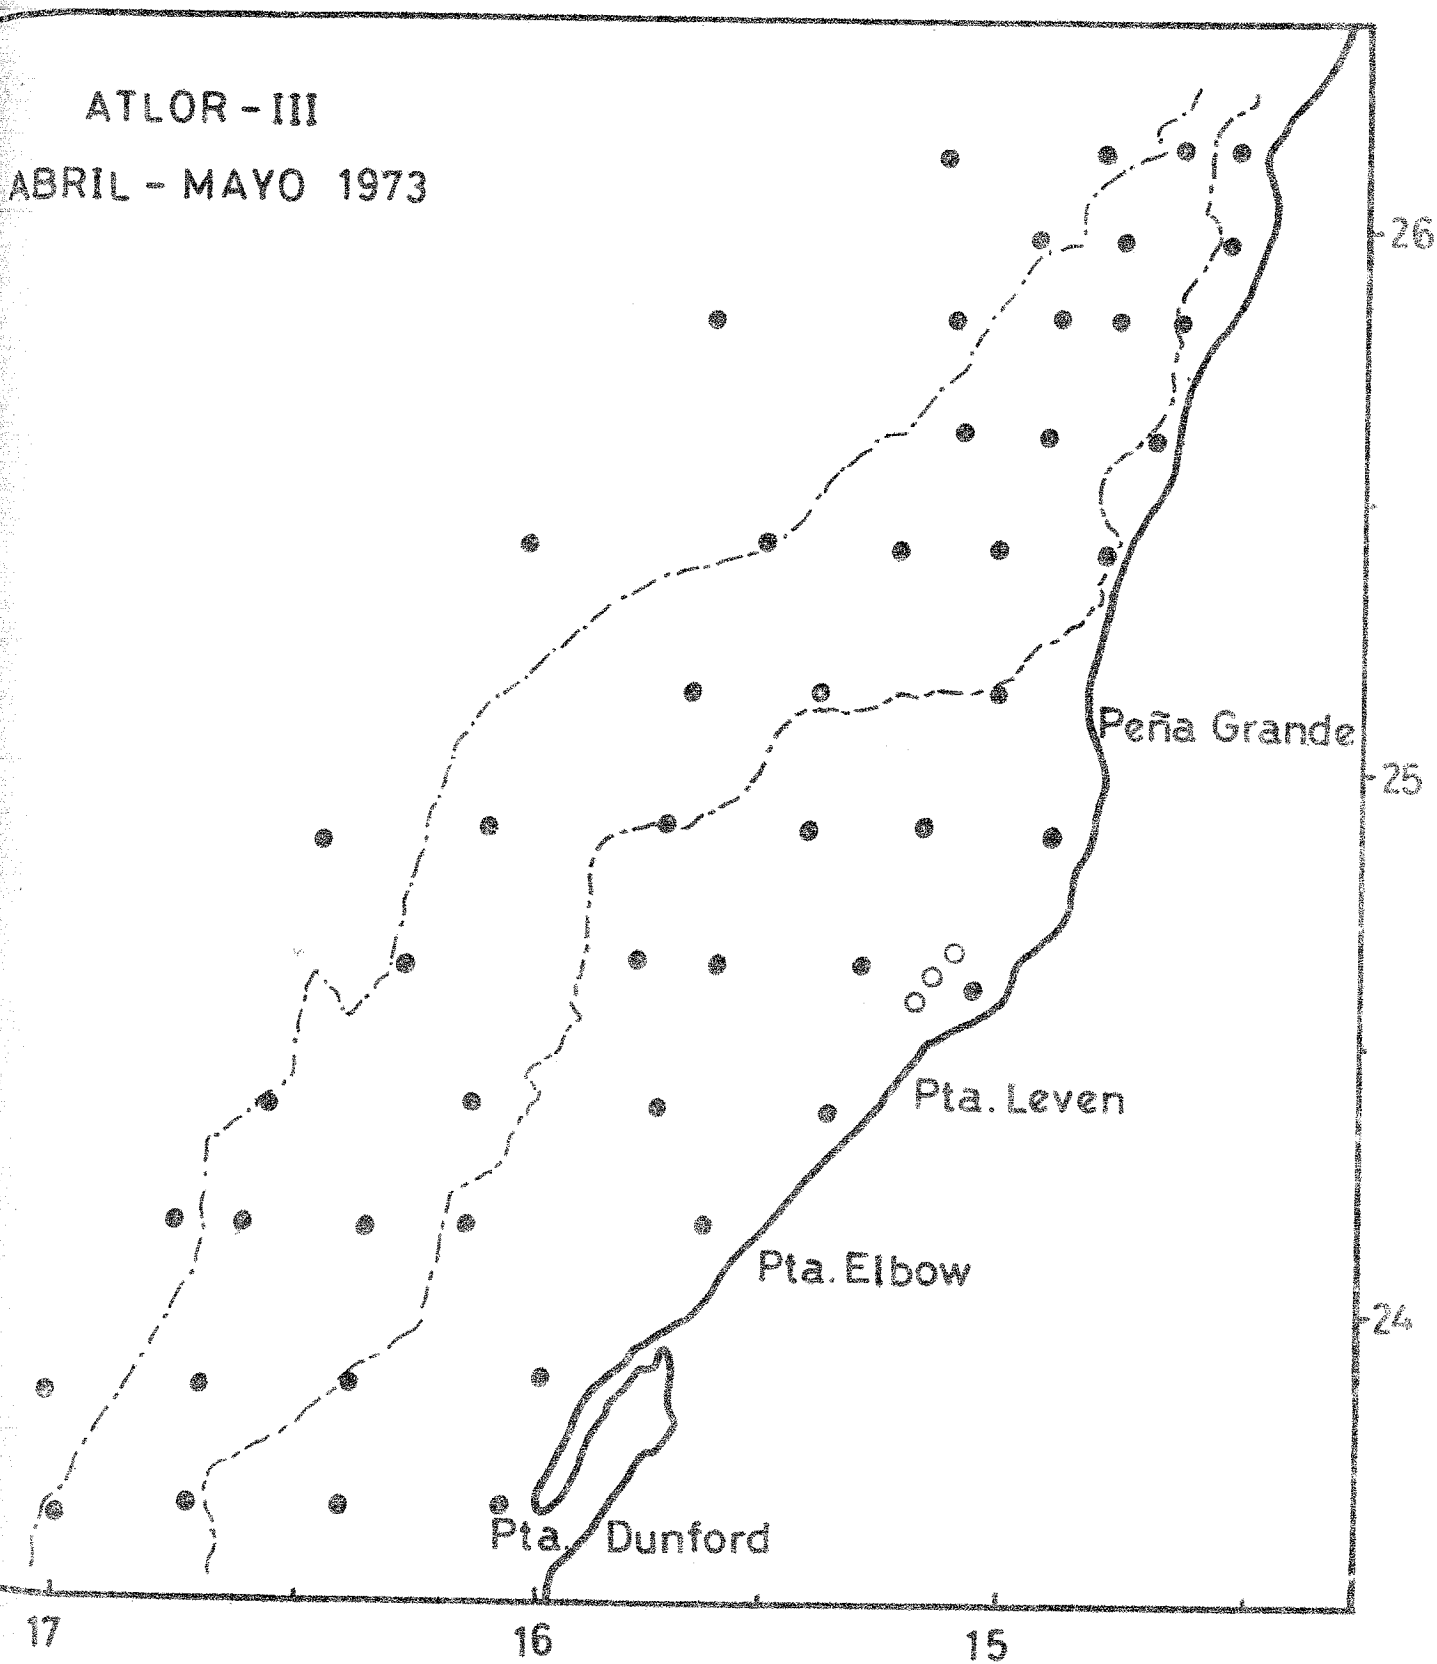 ATLOR-III
ABRIL - MAYO 1973
26
Peña Grande
25
Pta. Leven
Pta. Elbow
24
Pta. Dunford
17
16
15